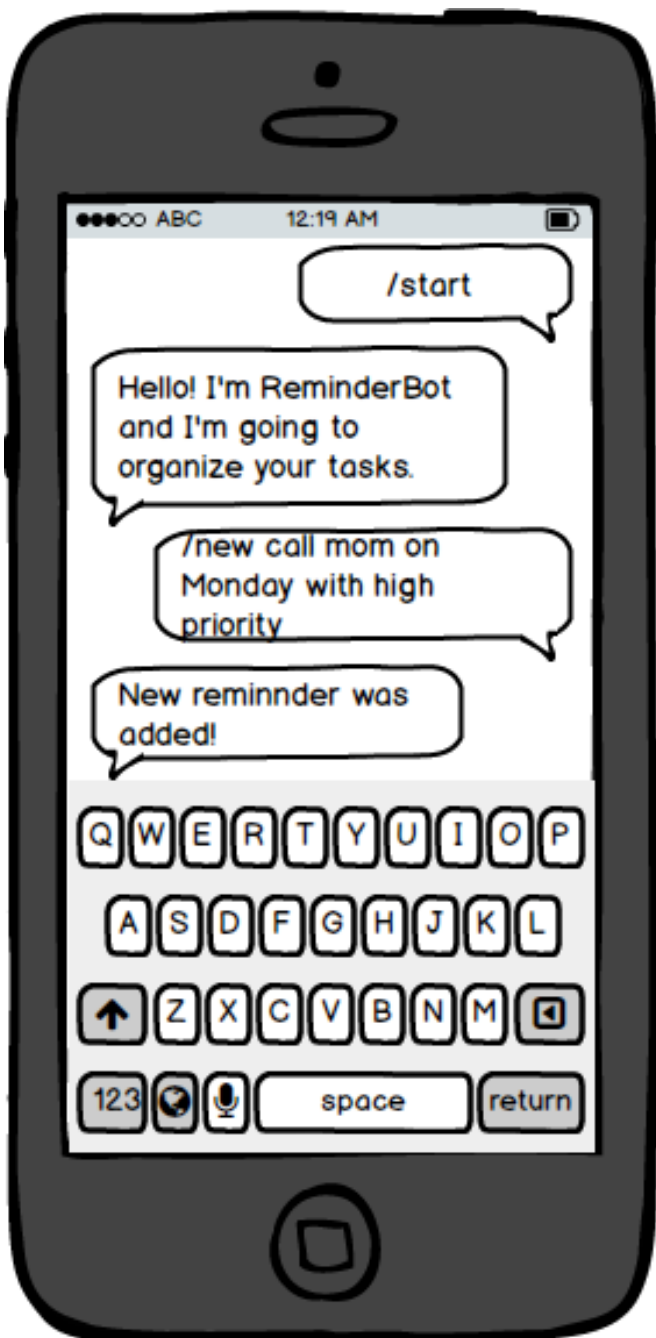 ABC 12:19 AM
/start
Hello! I'm ReminderBot
and I'm going to
organize your tasks.
/new call mom on
Monday with high
priority
New reminnder was
added!
Q W E R T Y U I O P
A S D F G H J K L
Z X C V B N M
123 space return